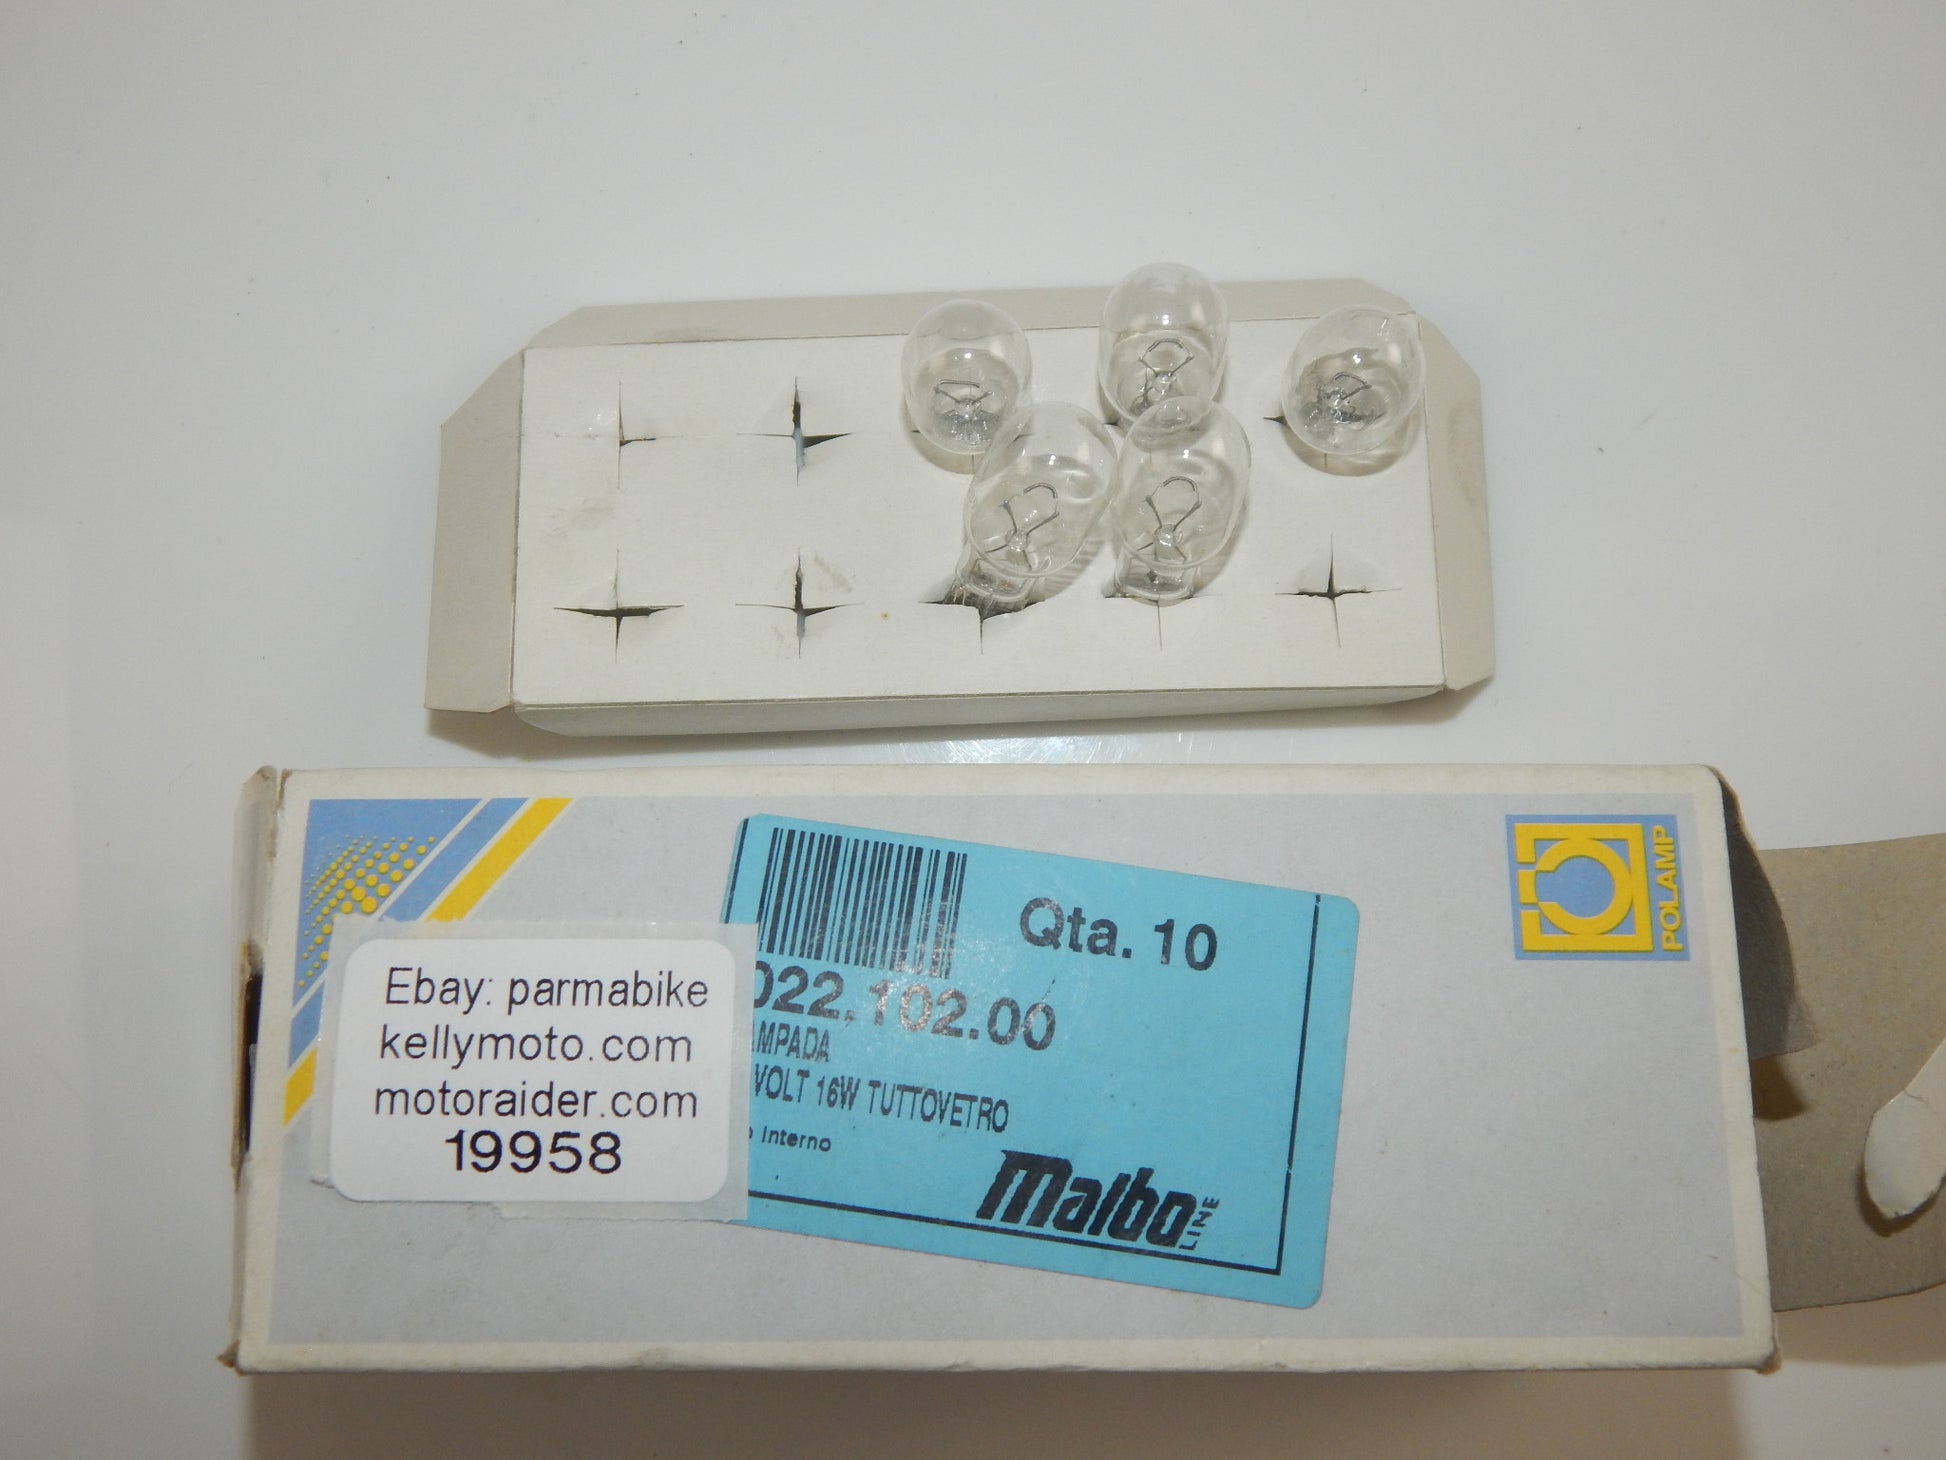 POLAMP
Qta. 10
022.102.00
VOLT 16W TUTTOVETRO
Interno
Malbo LINE
Ebay: parmabike
kellymoto.com
motoraider.com
19958